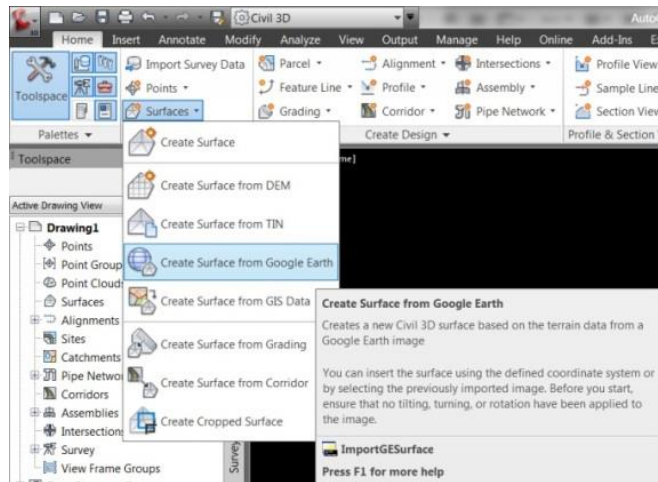 Civil 3D
Home Insert Annotate Modify Analyze View Output Manage Help Online Add-Ins
Import Survey Data Parcel Alignment Intersections Profile View
Toolspace Points Feature Line Profile Assembly Sample Line
Surfaces Grading Corridor Pipe Network Section View
Palettes Create Design Profile & Section
Toolspace
Create Surface
Create Surface from DEM
Active Drawing View
Create Surface from TIN
Drawing1
Points
Point Group
Create Surface from Google Earth
Point Cloud
Surfaces
Create Surface from GIS Data
Create Surface from Google Earth
Alignments
Creates a new Civil 3D surface based on the terrain data from a
Google Earth image
Sites
Create Surface from Grading
Catchments
You can insert the surface using the defined coordinate system or
by selecting the previously imported image. Before you start,
ensure that no tilting, turning, or rotation have been applied to
the image.
Pipe Netwo
Create Surface from Corridor
Corridors
Assemblies
Create Cropped Surface
Intersection
Survey
ImportGESurface
View Frame Groups
Survey
Press F1 for more help